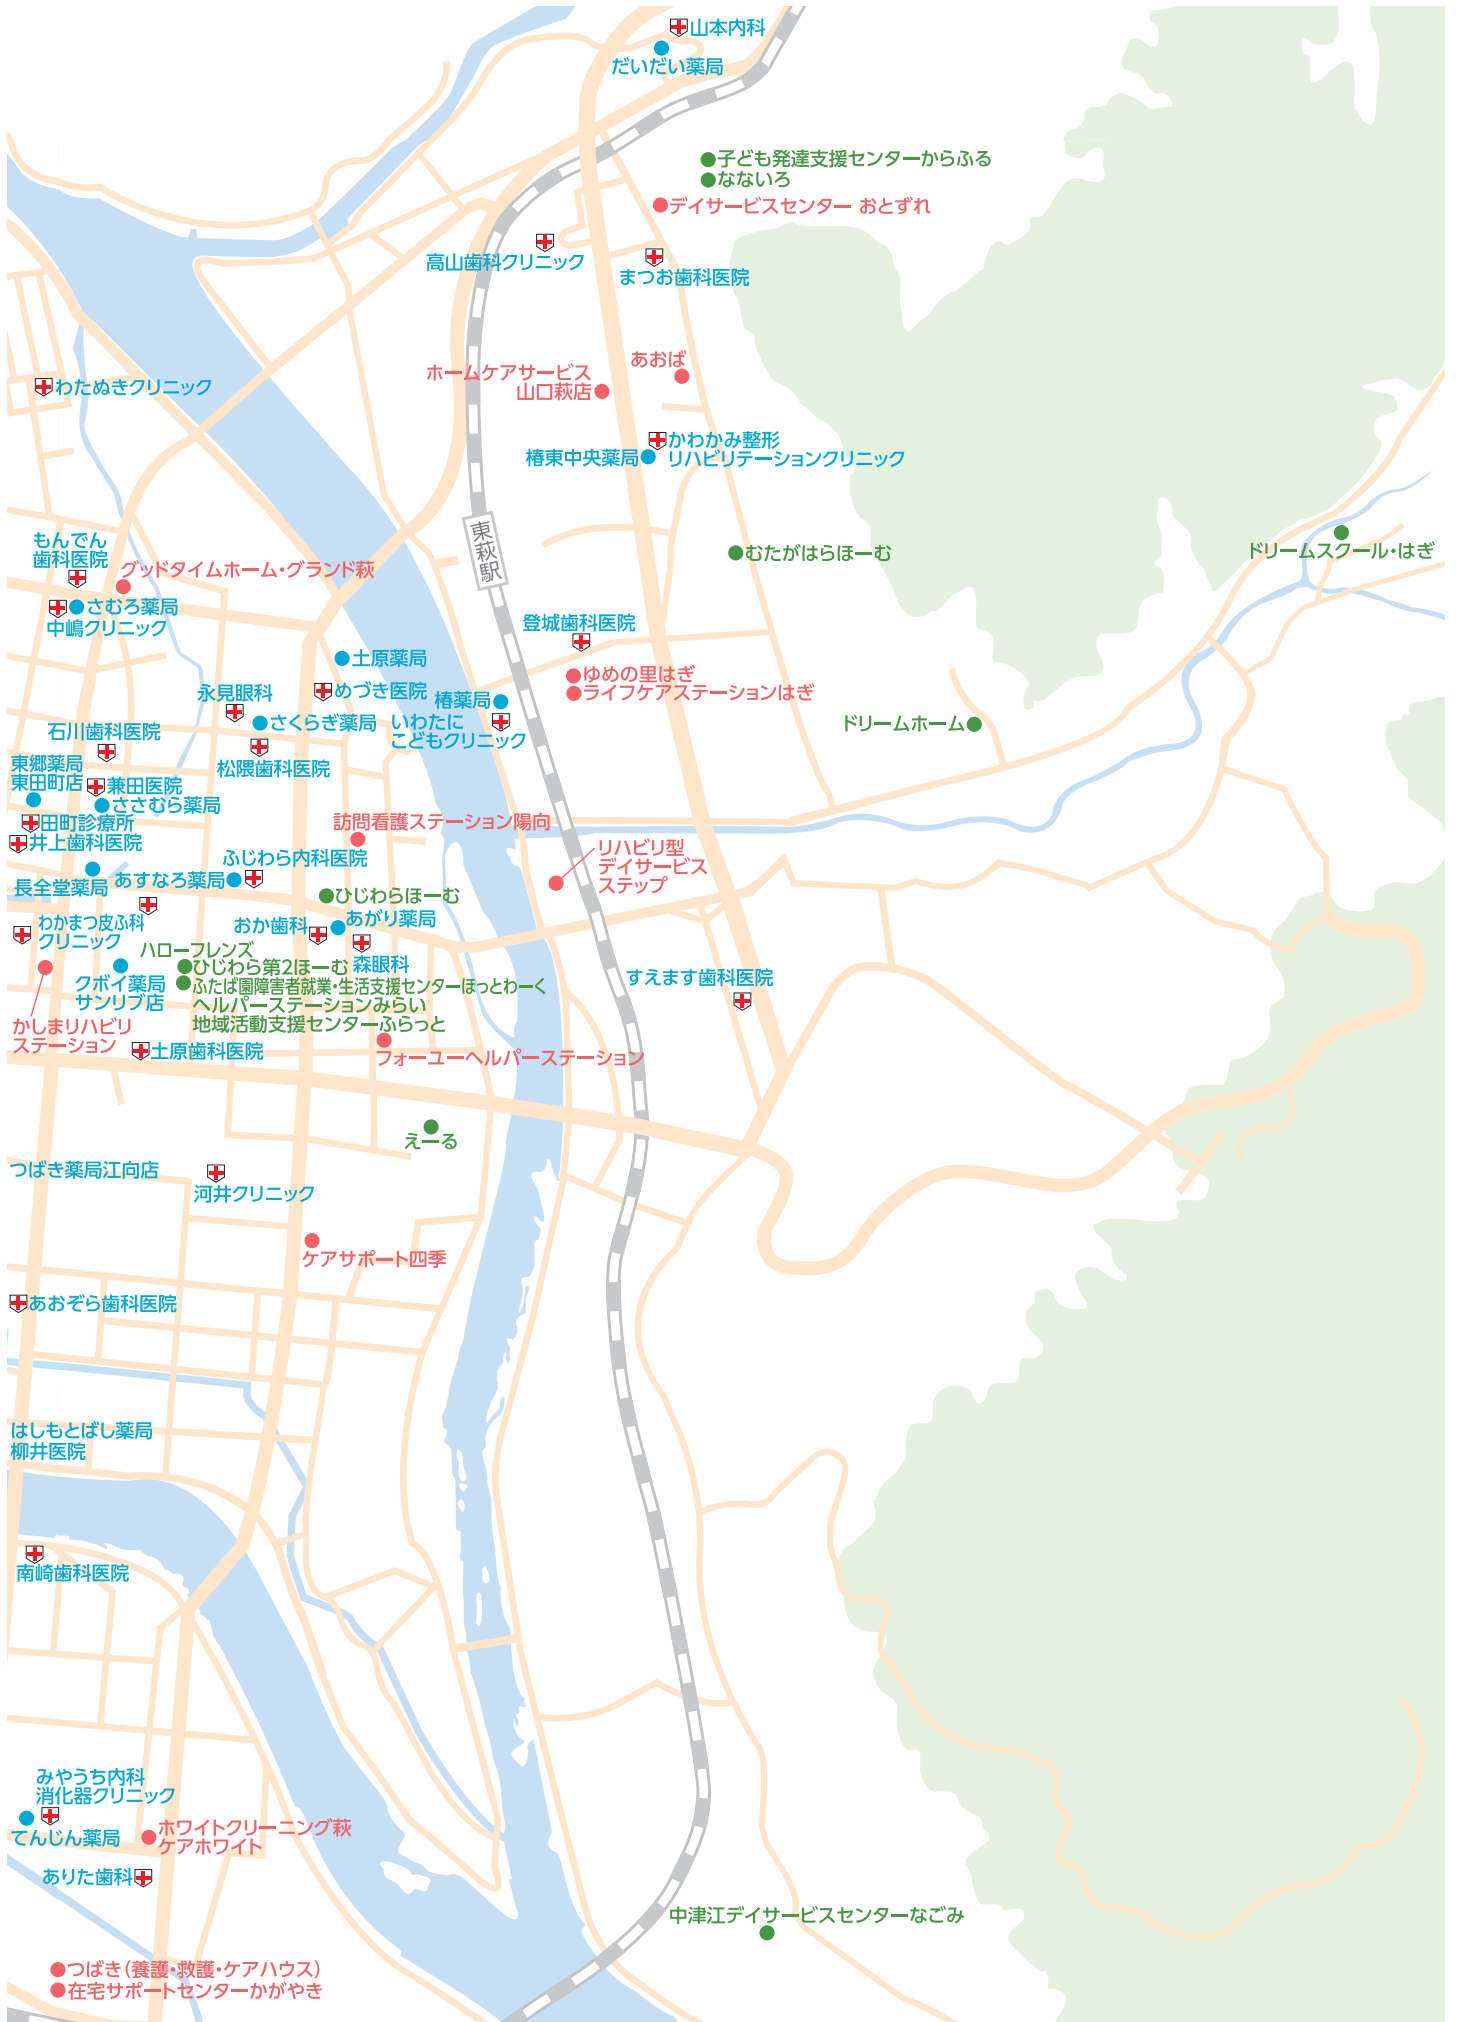 山本内科
だいだい薬局
子ども発達支援センターからふる
なないろ
デイサービスセンター おとずれ
高山歯科クリニック
まつお歯科医院
あおば
ホームケアサービス
山口萩店
わたぬきクリニック
かわかみ整形
リハビリテーションクリニック
椿東中央薬局
東萩駅
もんでん
歯科医院
グッドタイムホーム・グランド萩
さむろ薬局
中嶋クリニック
むたがはらほーむ
ドリームスクール・はぎ
登城歯科医院
土原薬局
ゆめの里はぎ
ライフケアステーションはぎ
めづき医院
永見眼科
椿薬局
さくらぎ薬局
いわたに
こどもクリニック
ドリームホーム
石川歯科医院
松隈歯科医院
東郷薬局
東田町店
兼田医院
ささむら薬局
田町診療所
井上歯科医院
訪問看護ステーション陽向
ふじわら内科医院
リハビリ型
デイサービス
ステップ
長全堂薬局
あすなろ薬局
ひじわらほーむ
わかまつ皮ふ科
クリニック
おか歯科
あがり薬局
森眼科
ハローフレンズ
ひじわら第2ほーむ
ふたば園障害者就業・生活支援センターほっとわーく
ヘルパーステーションみらい
地域活動支援センターふらっと
クボイ薬局
サンリブ店
すえます歯科医院
かしまリハビリ
ステーション
土原歯科医院
フォーユーヘルパーステーション
えーる
つばき薬局江向店
河井クリニック
ケアサポート四季
あおぞら歯科医院
はしもとばし薬局
柳井医院
南崎歯科医院
みやうち内科
消化器クリニック
てんじん薬局
ホワイトクリーニング萩
ケアホワイト
ありた歯科
中津江デイサービスセンターなごみ
つばき（養護・救護・ケアハウス）
在宅サポートセンターかがやき